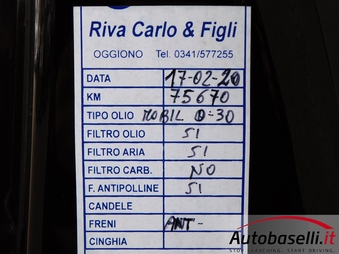 Riva Carlo & Figli
OGGIONO Tel. 0341/577255
DATA 17-02-20
KM 75670
TIPO OLIO MOBIL 0-30
FILTRO OLIO SI
FILTRO ARIA SI
FILTRO CARB. NO
F. ANTIPOLLINE SI
CANDELE
FRENI ANT-
CINGHIA
Autobaselli.it